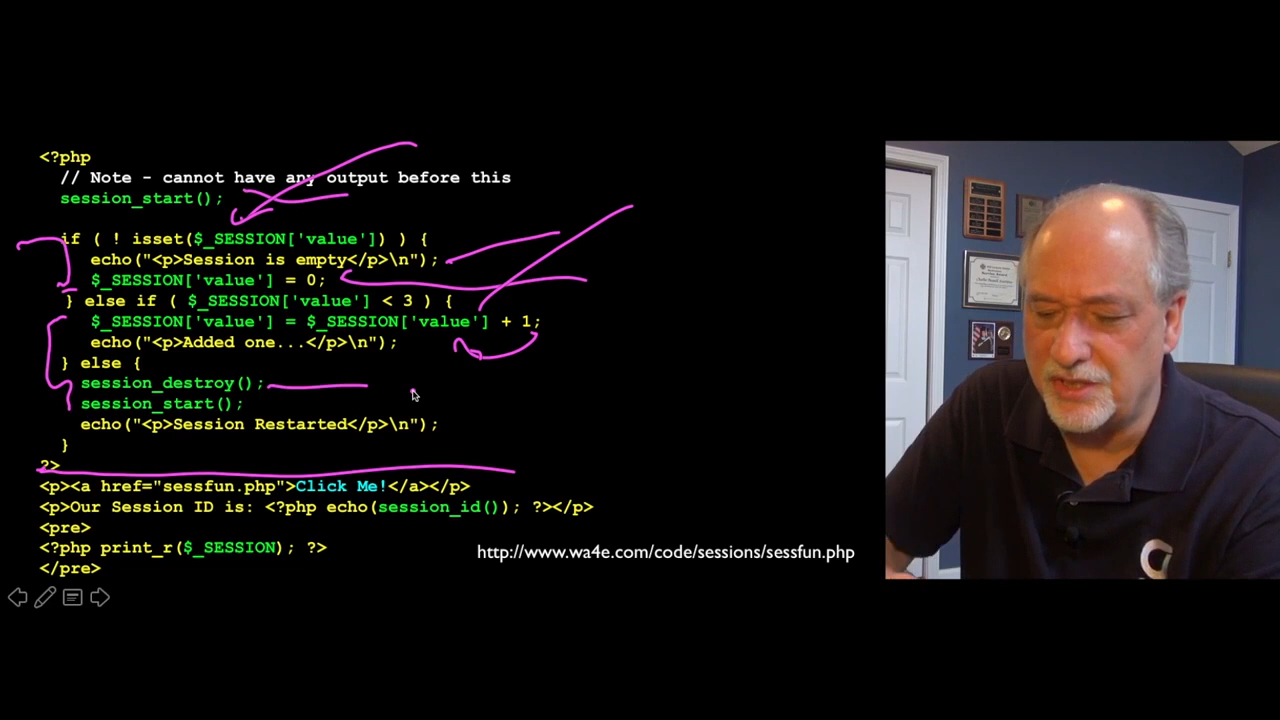 <?php
// Note - cannot have any output before this
session_start();
if ( ! isset($_SESSION['value']) ) {
echo("<p>Session is empty</p>\n");
$_SESSION['value'] = 0;
} else if ( $_SESSION['value'] < 3 ) {
$_SESSION['value'] = $_SESSION['value'] + 1;
echo("<p>Added one...</p>\n");
} else {
session_destroy();
session_start();
echo("<p>Session Restarted</p>\n");
}
?>
<p><a href="sessfun.php">Click Me!</a></p>
<p>Our Session ID is: <?php echo(session_id()); ?></p>
<pre>
<?php print_r($_SESSION); ?>
</pre>
http://www.wa4e.com/code/sessions/sessfun.php